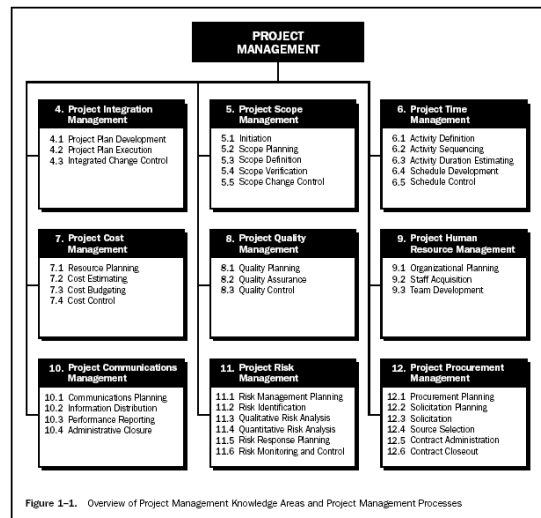 PROJECT
MANAGEMENT
4. Project Integration
Management
4.1 Project Plan Development
4.2 Project Plan Execution
4.3 Integrated Change Control
5. Project Scope
Management
5.1 Initiation
5.2 Scope Planning
5.3 Scope Definition
5.4 Scope Verification
5.5 Scope Change Control
6. Project Time
Management
6.1 Activity Definition
6.2 Activity Sequencing
6.3 Activity Duration Estimating
6.4 Schedule Development
6.5 Schedule Control
7. Project Cost
Management
7.1 Resource Planning
7.2 Cost Estimating
7.3 Cost Budgeting
7.4 Cost Control
8. Project Quality
Management
8.1 Quality Planning
8.2 Quality Assurance
8.3 Quality Control
9. Project Human
Resource Management
9.1 Organizational Planning
9.2 Staff Acquisition
9.3 Team Development
10. Project Communications
Management
10.1 Communications Planning
10.2 Information Distribution
10.3 Performance Reporting
10.4 Administrative Closure
11. Project Risk
Management
11.1 Risk Management Planning
11.2 Risk Identification
11.3 Qualitative Risk Analysis
11.4 Quantitative Risk Analysis
11.5 Risk Response Planning
11.6 Risk Monitoring and Control
12. Project Procurement
Management
12.1 Procurement Planning
12.2 Solicitation Planning
12.3 Solicitation
12.4 Source Selection
12.5 Contract Administration
12.6 Contract Closeout
Figure 1–1. Overview of Project Management Knowledge Areas and Project Management Processes